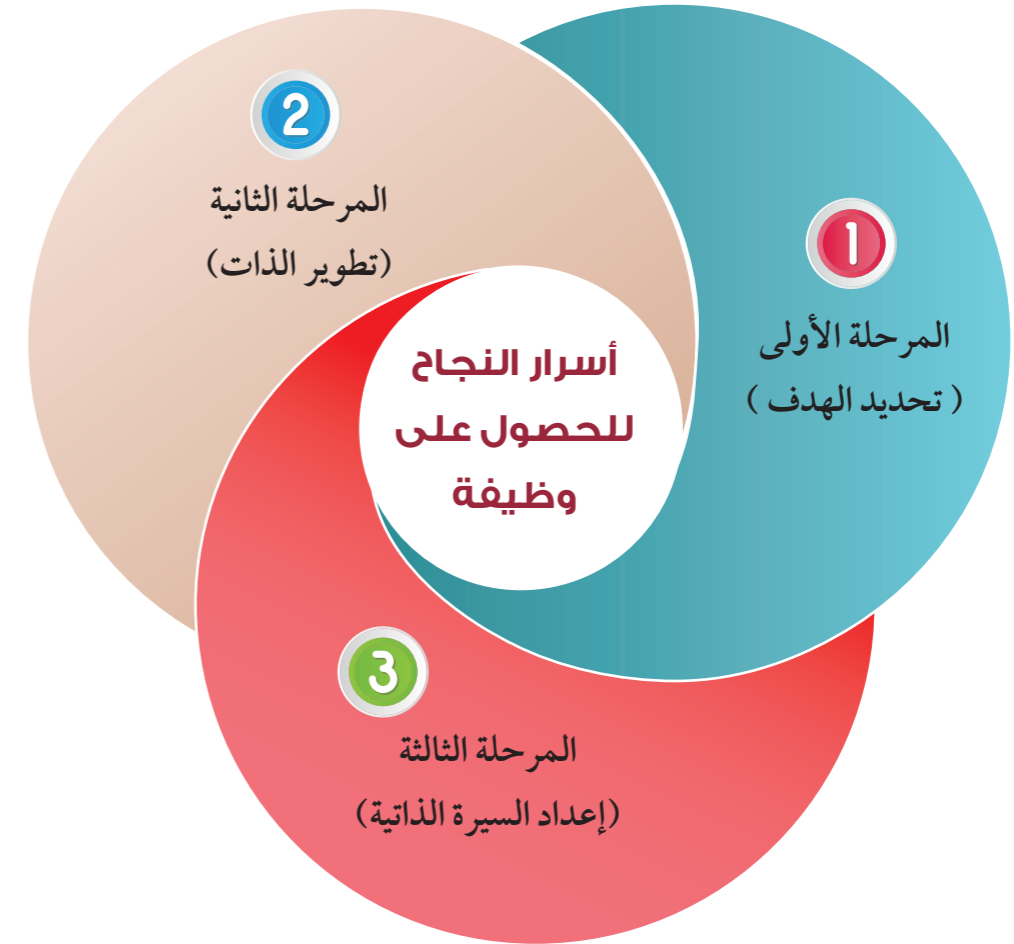 أسرار النجاح
للحصول على
وظيفة
1
المرحلة الأولى
( تحديد الهدف )
2
المرحلة الثانية
(تطوير الذات)
3
المرحلة الثالثة
(إعداد السيرة الذاتية)